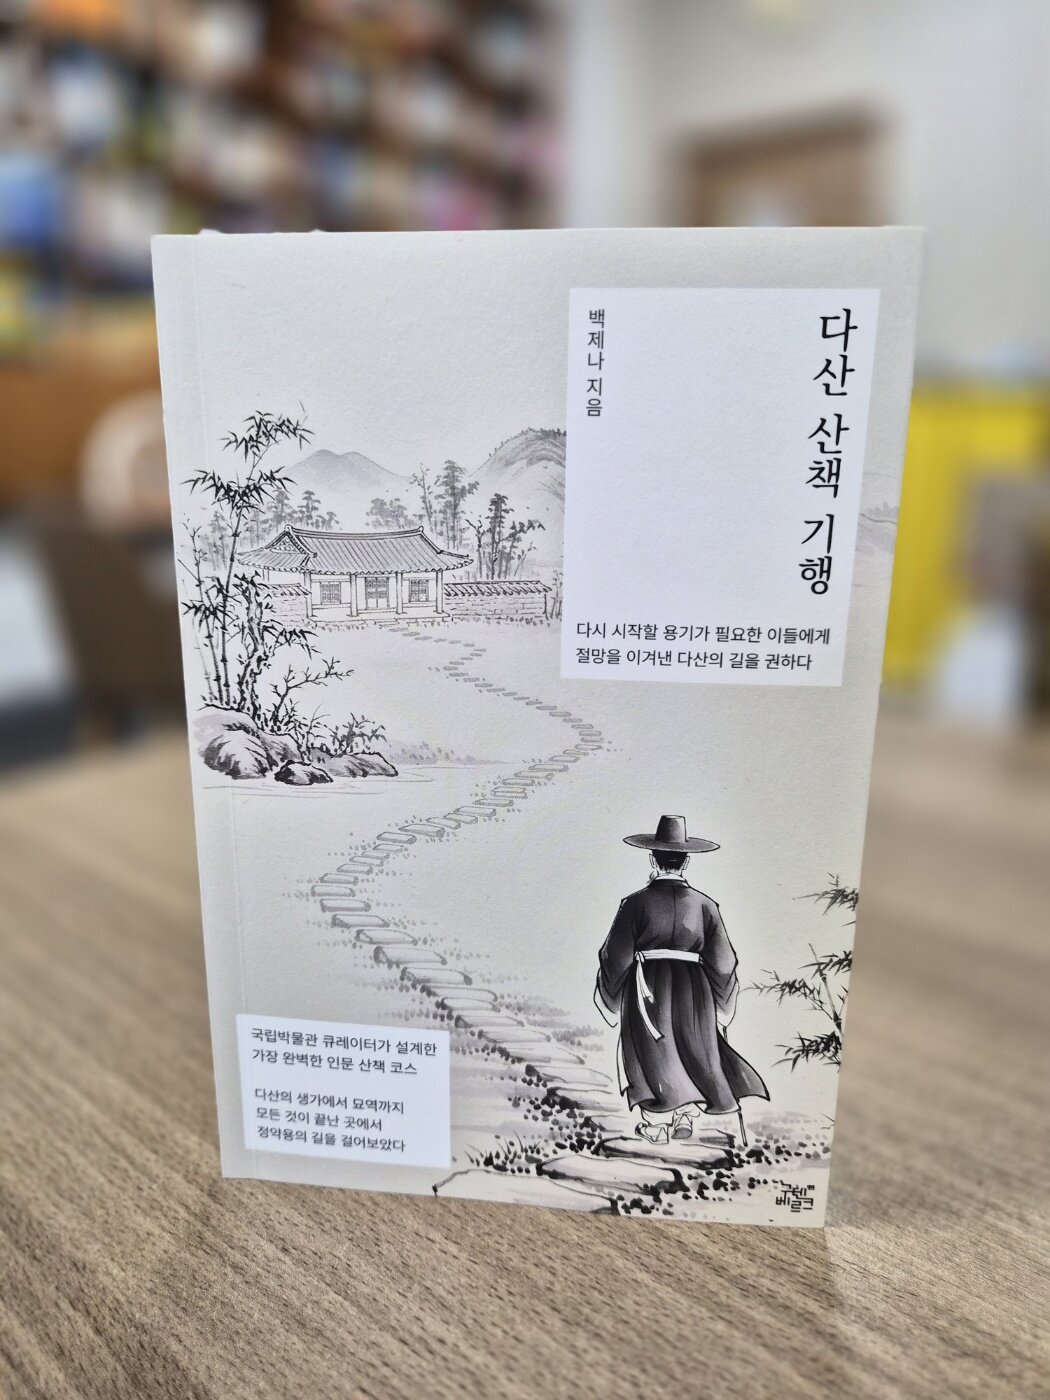 다산 산책 기행
백제나 지음
다시 시작할 용기가 필요한 이들에게
절망을 이겨낸 다산의 길을 권하다
국립박물관 큐레이터가 설계한
가장 완벽한 인문 산책 코스
다산의 생가에서 묘역까지
모든 것이 끝난 곳에서
정약용의 길을 걸어보았다
구텐
베르크